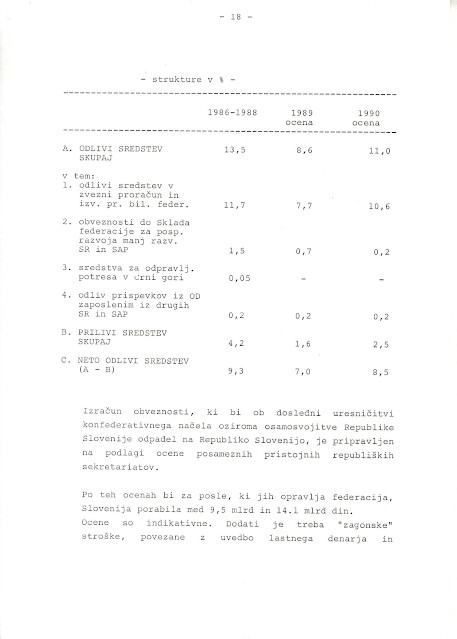 - 18 -
- strukture v % -
1986-1988 1989 1990
ocena ocena
A. ODLIVI SREDSTEV
SKUPAJ 13,5 8,6 11,0
v tem:
1. odlivi sredstev v
zvezni proračun in
izv. pr. bil. feder. 11,7 7,7 10,6
2. obveznosti do Sklada
federacije za posp.
razvoja manj razv.
SR in SAP 1,5 0,7 0,2
3. sredstva za odpravlj.
potresa v črni gori 0,05 - -
4. odliv prispevkov iz OD
zaposlenim iz drugih
SR in SAP 0,2 0,2 0,2
B. PRILIVI SREDSTEV
SKUPAJ 4,2 1,6 2,5
C. NETO ODLIVI SREDSTEV
(A - B) 9,3 7,0 8,5
Izračun obveznosti, ki bi ob dosledni uresničitvi
konfederativnega načela oziroma osamosvojitve Republike
Slovenije odpadel na Republiko Slovenijo, je pripravljen
na podlagi ocene posameznih pristojnih republiških
sekretariatov.
Po teh ocenah bi za posle, ki jih opravlja federacija,
Slovenija porabila med 9,5 mlrd in 14.1 mlrd din.
Ocene so indikativne. Dodati je treba "zagonske"
stroške, povezane z uvedbo lastnega denarja in